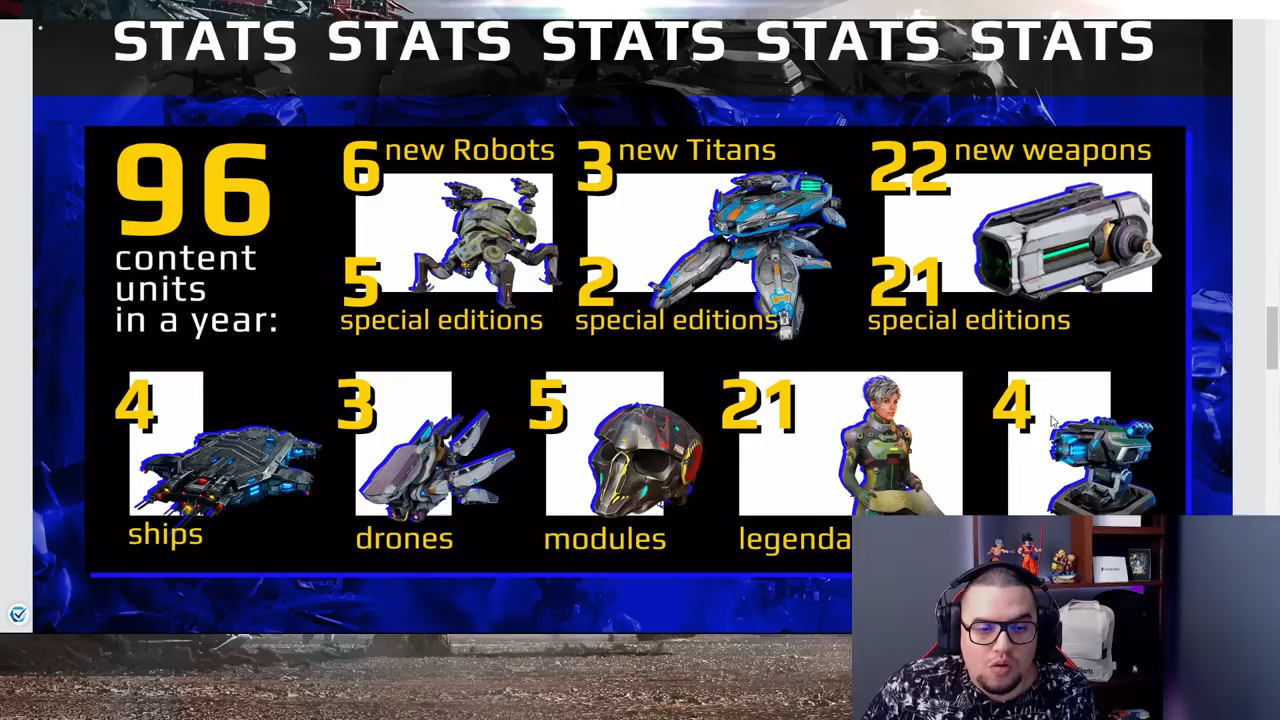 STATS STATS STATS STATS STATS
96
content
units
in a year:
6 new Robots
5
special editions
3 new Titans
2
special editions
22 new weapons
21
special editions
4
ships
3
drones
5
modules
21
legenda
4